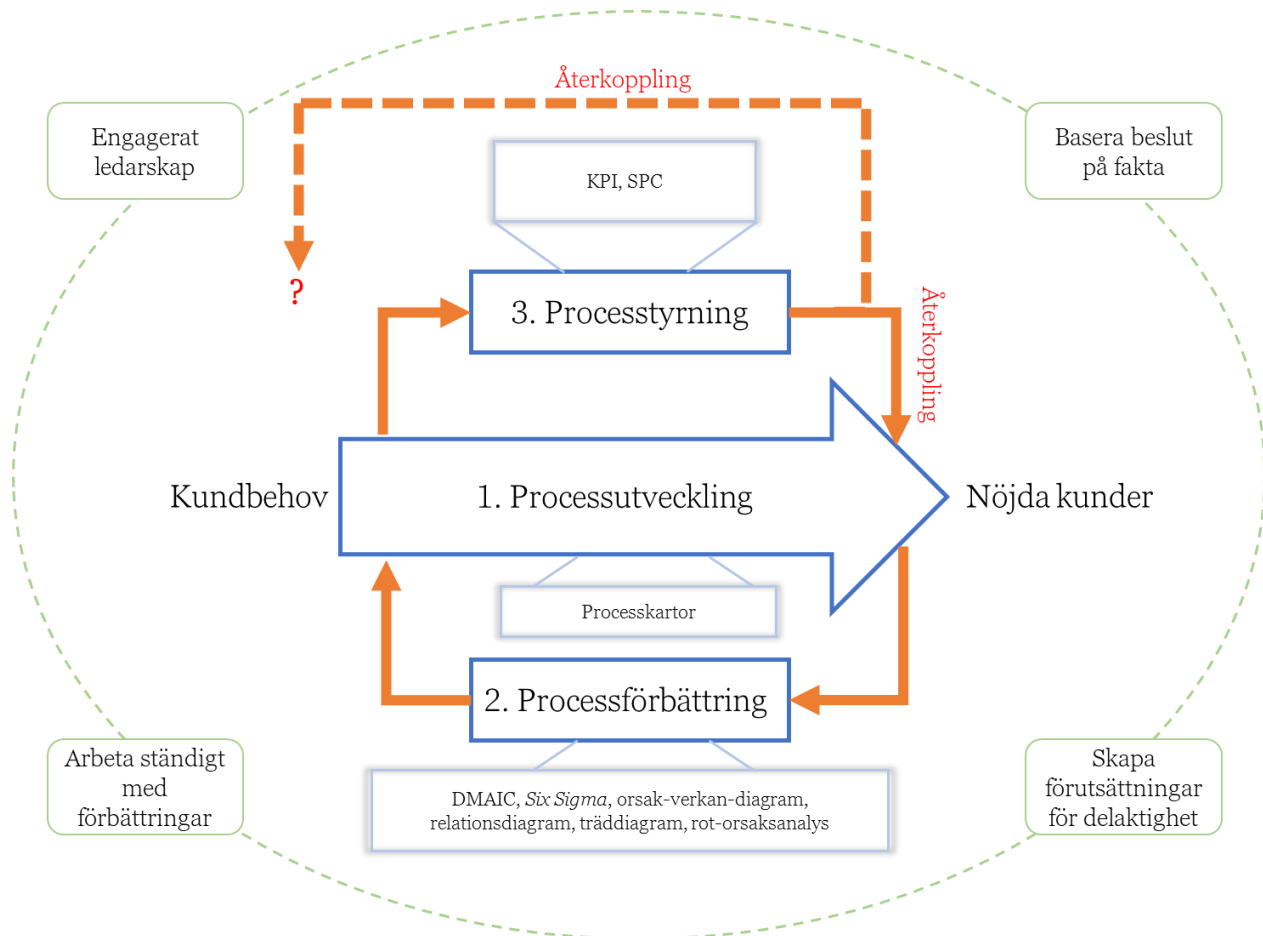 Återkoppling
Engagerat
ledarskap
Basera beslut
på fakta
KPI, SPC
?
3. Processtyrning
Återkoppling
Kundbehov
1. Processutveckling
Nöjda kunder
Processkartor
2. Processförbättring
Arbeta ständigt
med
förbättringar
Skapa
förutsättningar
för delaktighet
DMAIC, Six Sigma, orsak-verkan-diagram,
relationsdiagram, träddiagram, rot-orsaksanalys